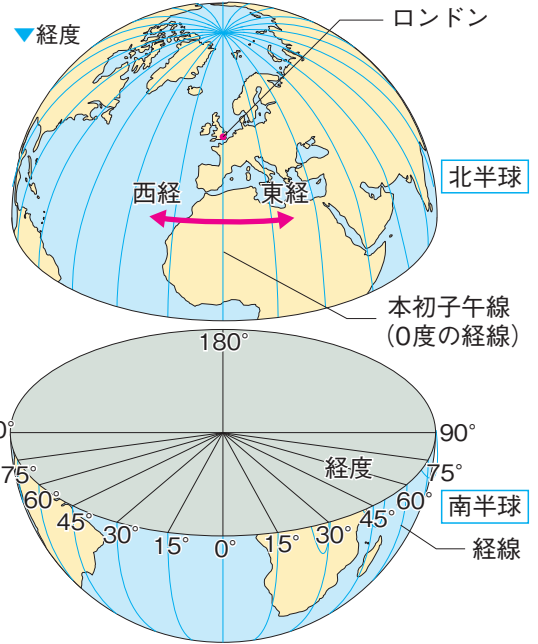 ▼経度
ロンドン
北半球
西経
東経
本初子午線
(0度の経線)
180°
0°
90°
経度
75°
75°
60°
60°
南半球
45°
45°
30°
30°
15°
0°
15°
経線